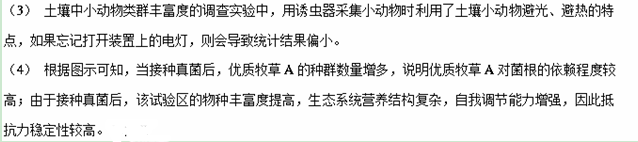 （3） 土壤中小动物类群丰富度的调查实验中，用诱虫器采集小动物时利用了土壤小动物避光、避热的特
点，如果忘记打开装置上的电灯，则会导致统计结果偏小。
（4） 根据图示可知，当接种真菌后，优质牧草 A 的种群数量增多，说明优质牧草 A 对菌根的依赖程度较
高；由于接种真菌后，该试验区的物种丰富度提高，生态系统营养结构复杂，自我调节能力增强，因此抵
抗力稳定性较高。